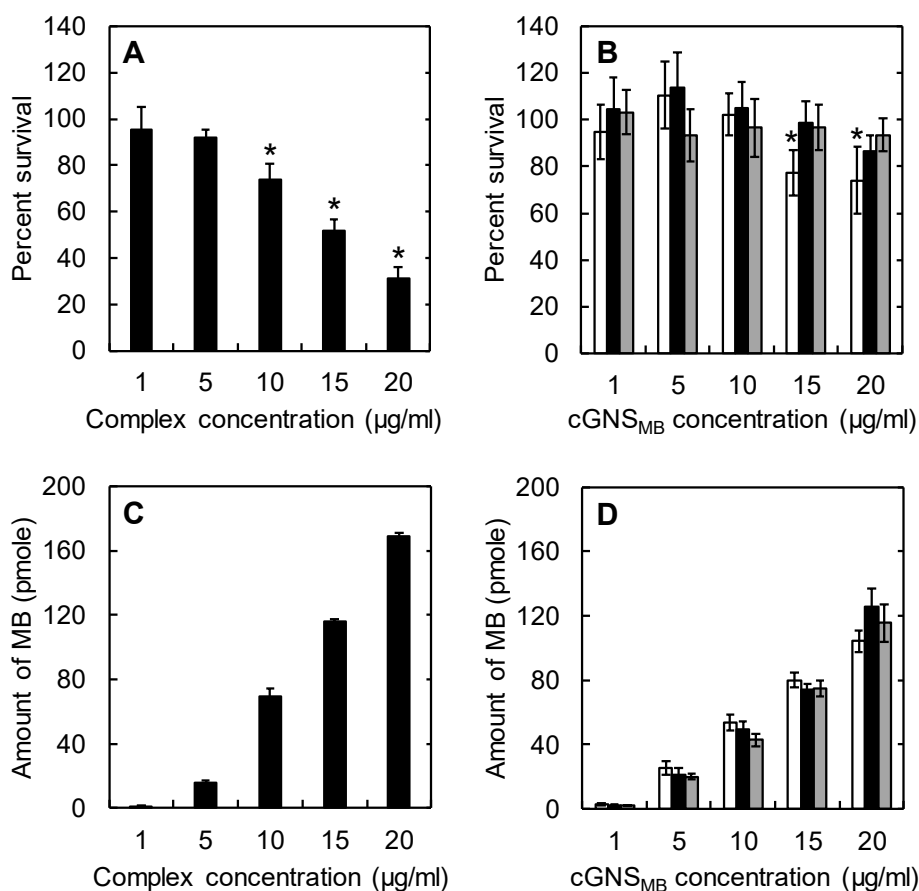 A
Percent survival
140
120
100
80
60
40
20
0
*
*
*
1 5 10 15 20
Complex concentration (µg/ml)
B
Percent survival
140
120
100
80
60
40
20
0
*
*
1 5 10 15 20
cGNS_MB concentration (µg/ml)
C
Amount of MB (pmole)
200
160
120
80
40
0
1 5 10 15 20
Complex concentration (µg/ml)
D
Amount of MB (pmole)
200
160
120
80
40
0
1 5 10 15 20
cGNS_MB concentration (µg/ml)